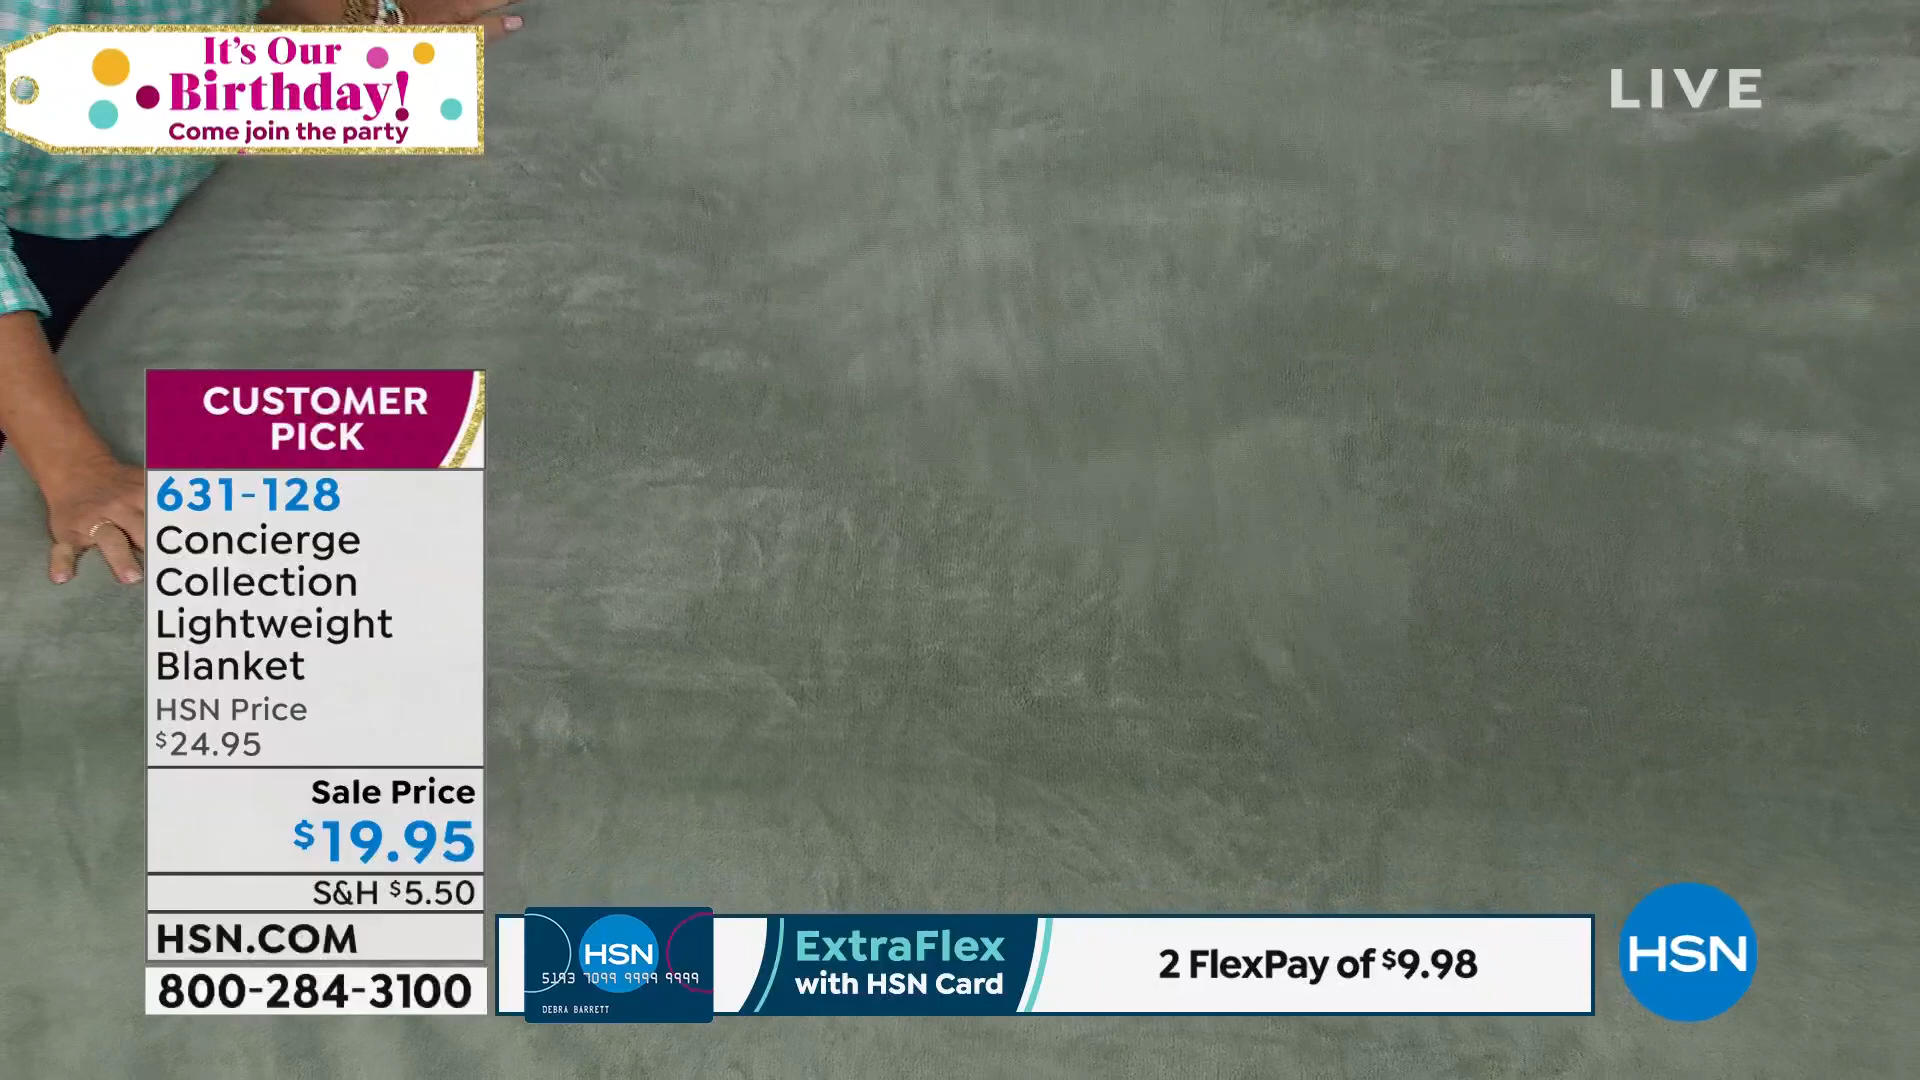 It's Our
Birthday!
Come join the party
LIVE
CUSTOMER
PICK
631-128
Concierge
Collection
Lightweight
Blanket
HSN Price
$24.95
Sale Price
$19.95
S&H $5.50
HSN.COM
800-284-3100
HSN
5193 7099 9999 9999
DEBRA BARRETT
ExtraFlex
with HSN Card
2 FlexPay of $9.98
HSN